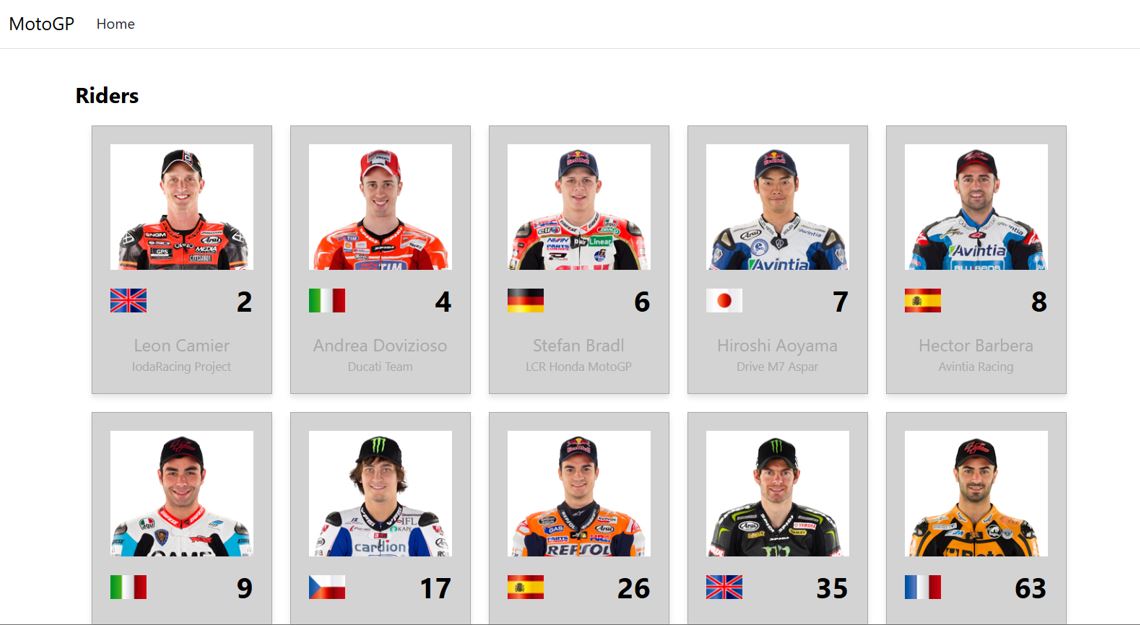 MotoGP Home
Riders
2 4 6 7 8
Leon Camier Andrea Dovizioso Stefan Bradl Hiroshi Aoyama Hector Barbera
IodaRacing Project Ducati Team LCR Honda MotoGP Drive M7 Aspar Avintia Racing
9 17 26 35 63